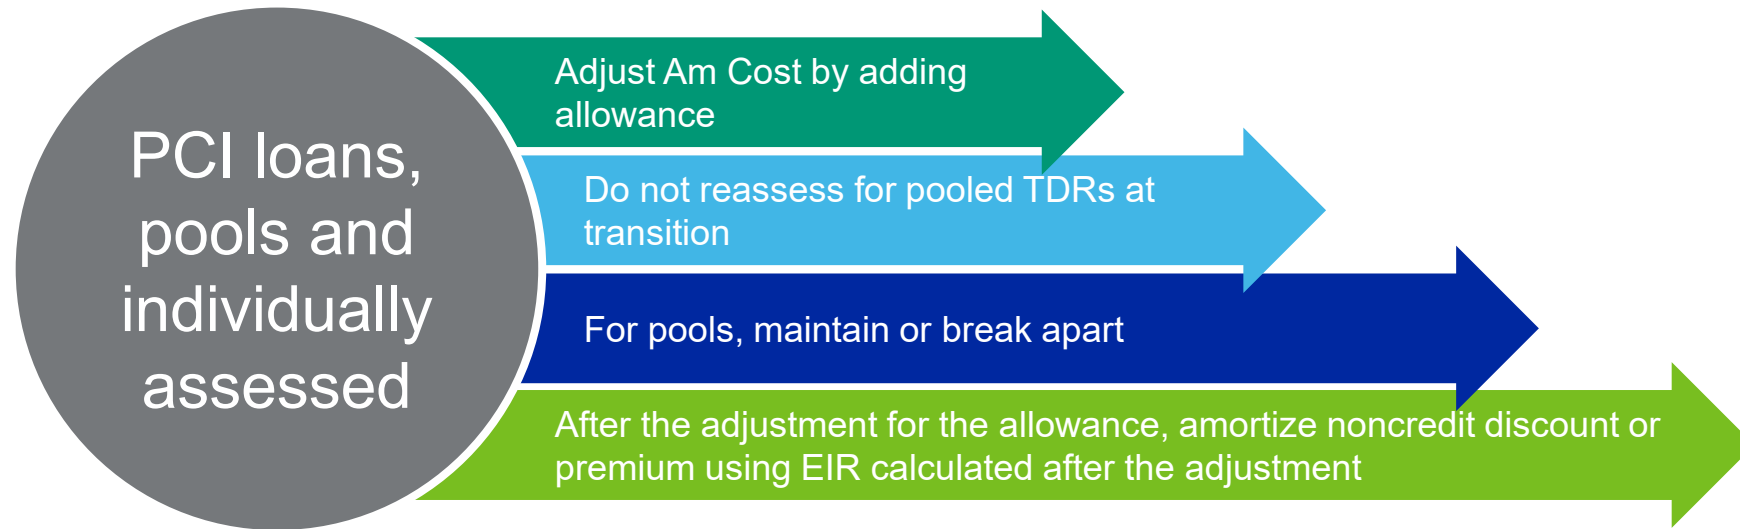 PCI loans,
pools and
individually
assessed
Adjust Am Cost by adding
allowance
Do not reassess for pooled TDRs at
transition
For pools, maintain or break apart
After the adjustment for the allowance, amortize noncredit discount or
premium using EIR calculated after the adjustment